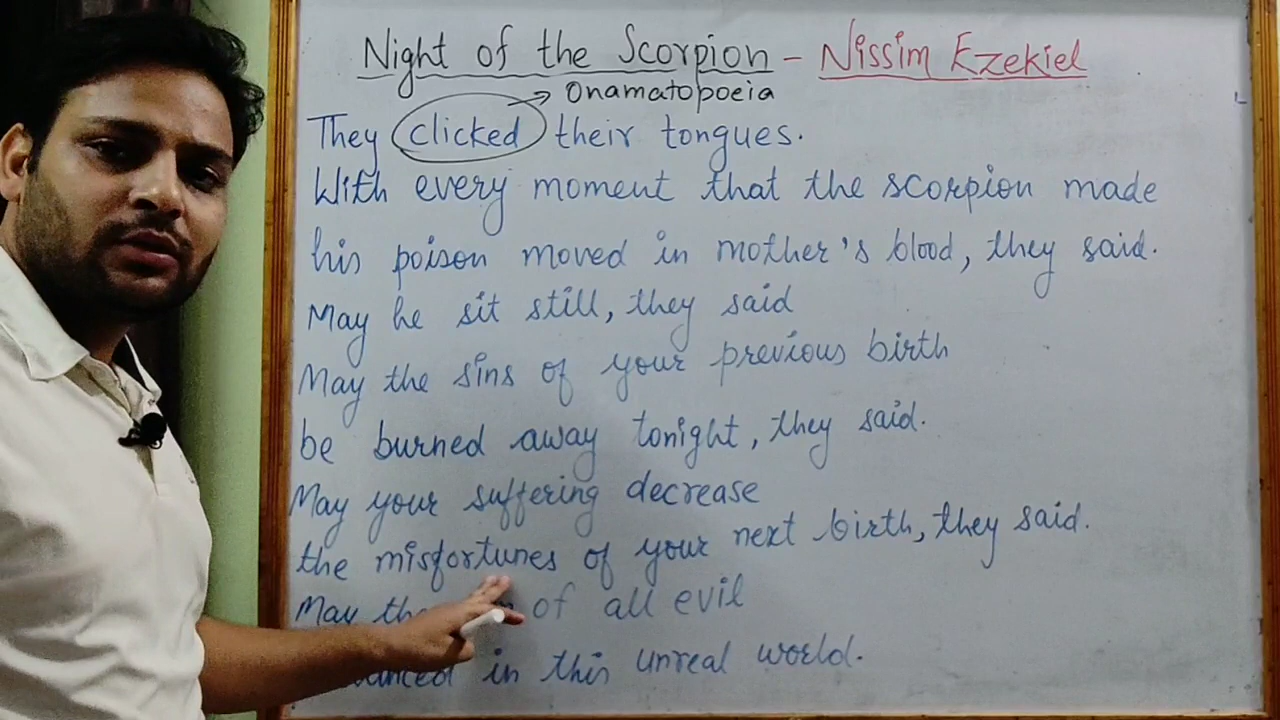 Night of the Scorpion - Nissim Ezekiel
Onamatopoeia
They clicked their tongues.
With every moment that the scorpion made
his poison moved in mother's blood, they said.
May he sit still, they said
May the sins of your previous birth
be burned away tonight, they said.
May your suffering decrease
the misfortunes of your next birth, they said.
May the of all evil
in this unreal world.